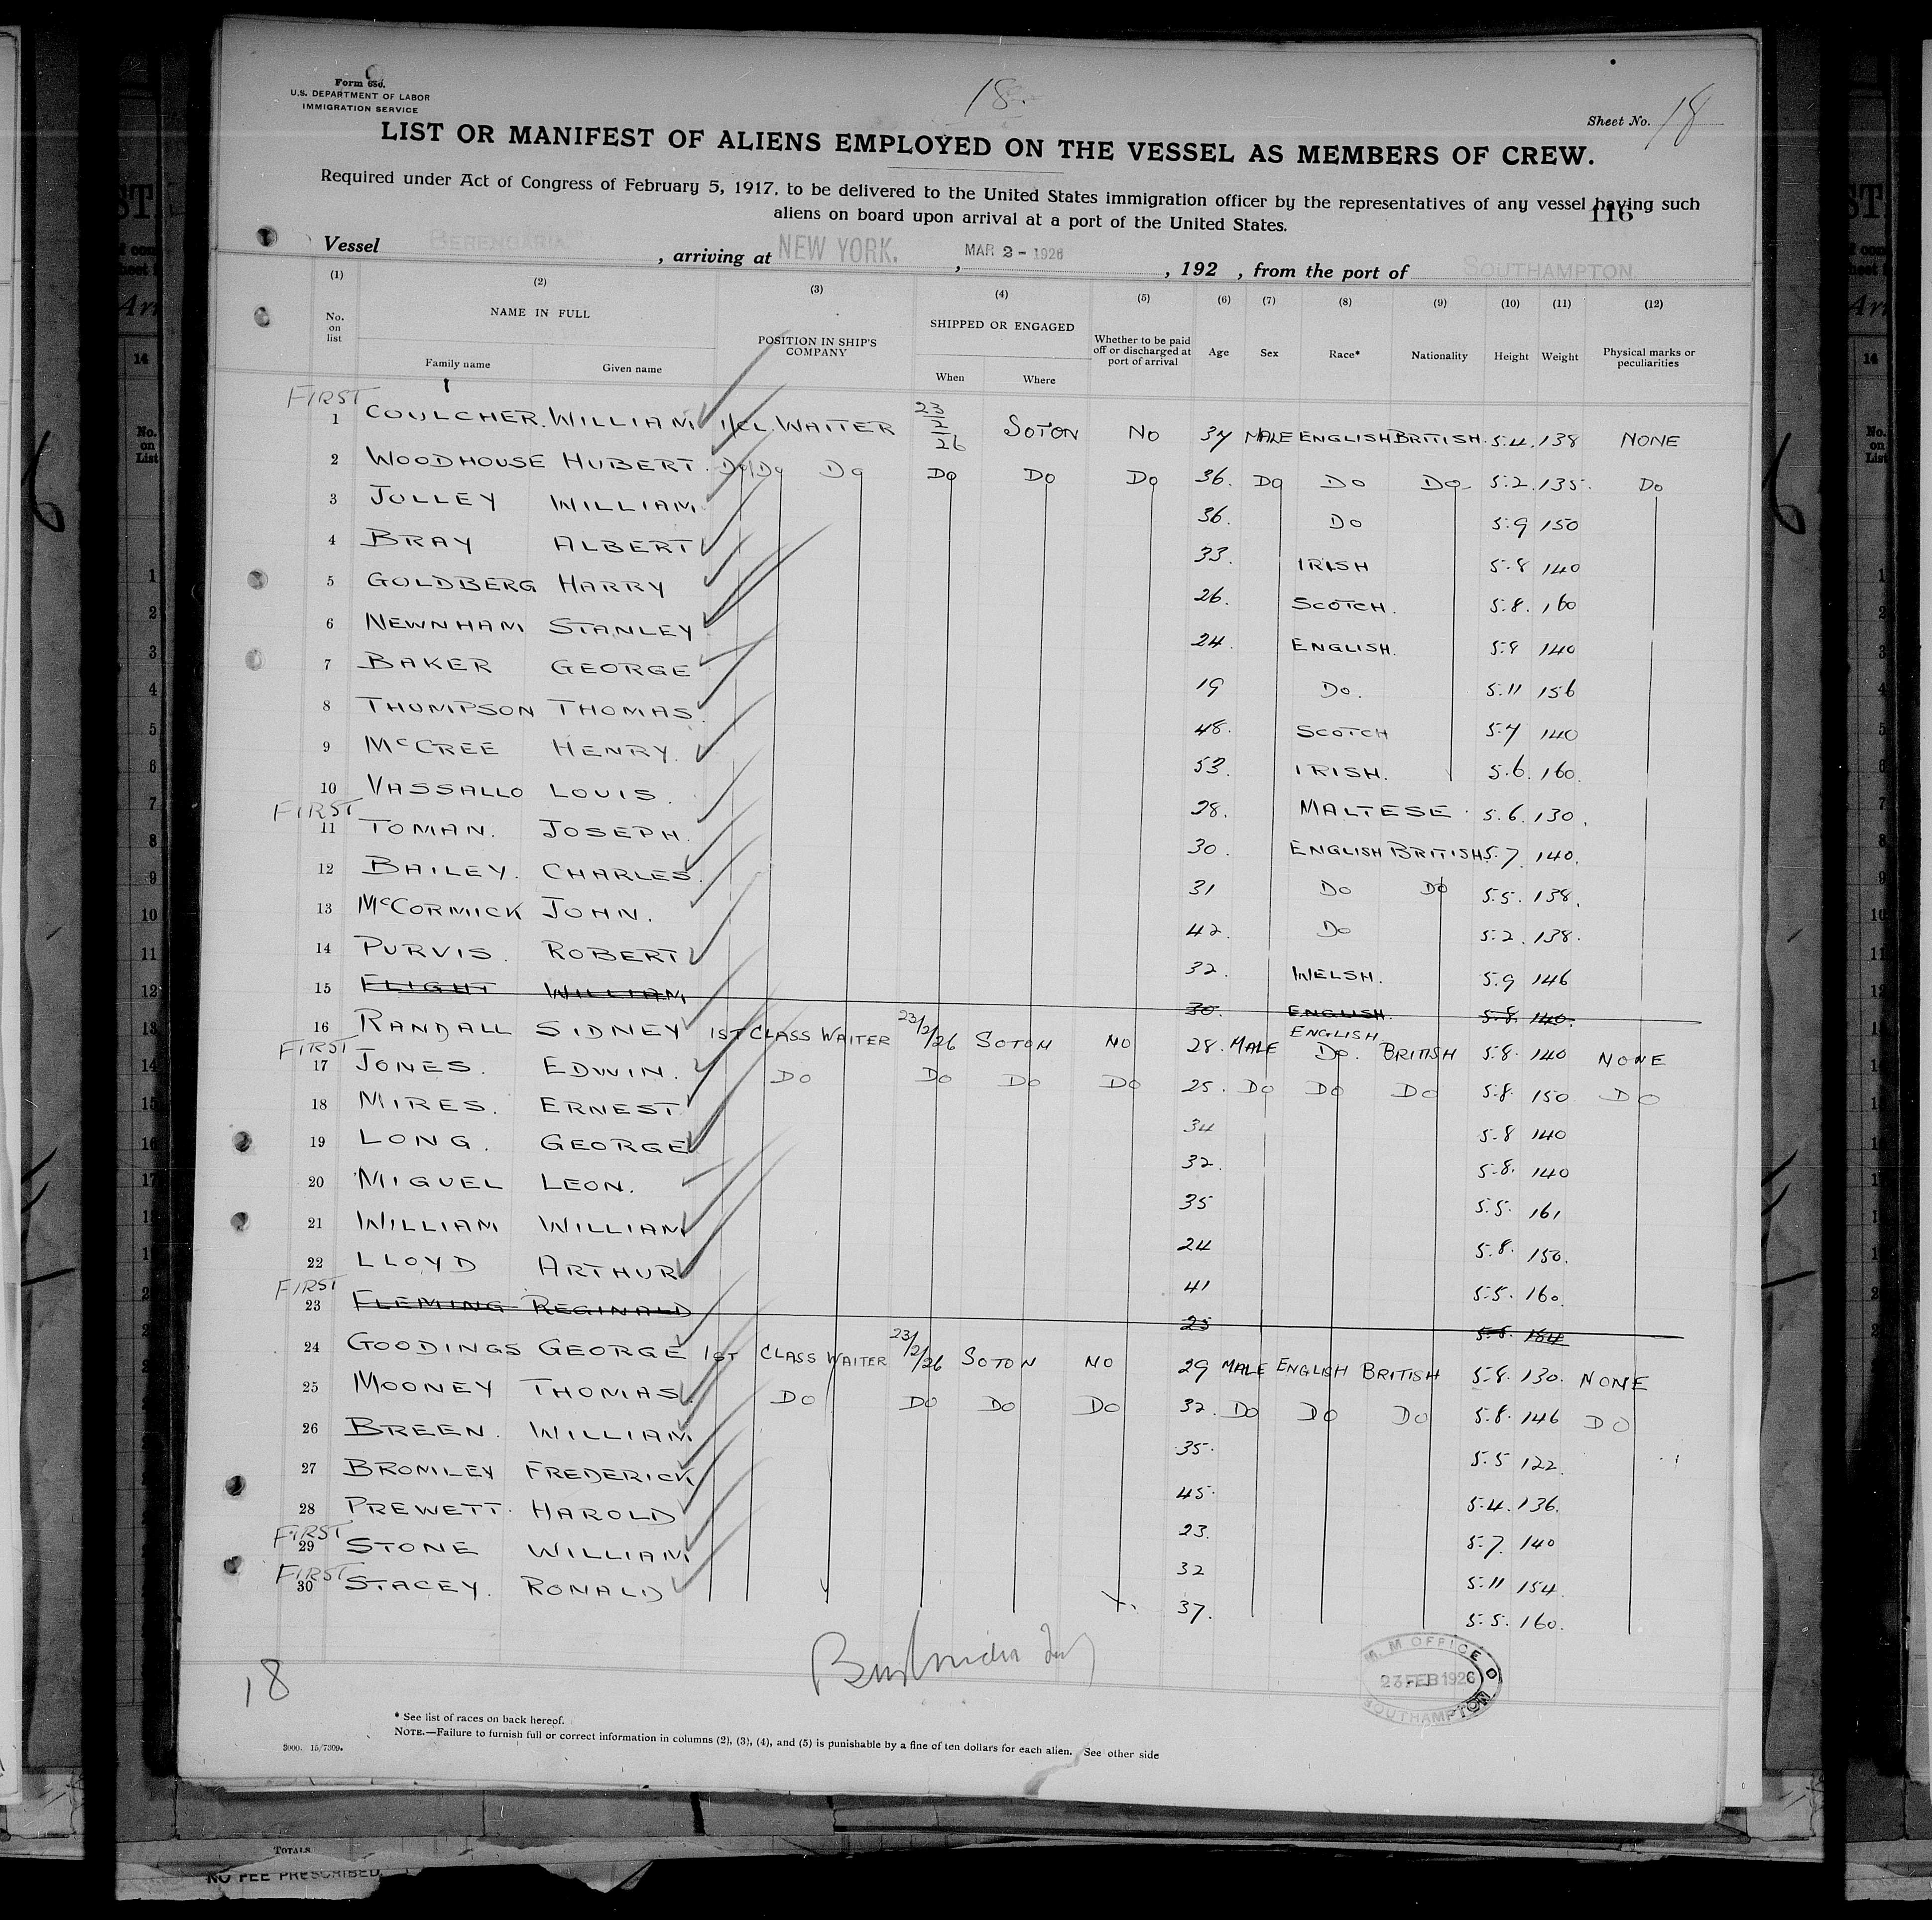 Form 680.
U.S. DEPARTMENT OF LABOR
IMMIGRATION SERVICE
18.
Sheet No. 18
LIST OR MANIFEST OF ALIENS EMPLOYED ON THE VESSEL AS MEMBERS OF CREW.
Required under Act of Congress of February 5, 1917, to be delivered to the United States immigration officer by the representatives of any vessel having such
aliens on board upon arrival at a port of the United States.
116
Vessel BERENGARIA , arriving at NEW YORK. , MAR 2 - 1926 , 192 , from the port of SOUTHAMPTON
(1) (2) (3) (4) (5) (6) (7) (8) (9) (10) (11) (12)
No. on list NAME IN FULL POSITION IN SHIP'S COMPANY SHIPPED OR ENGAGED Whether to be paid off or discharged at port of arrival Age Sex Race* Nationality Height Weight Physical marks or peculiarities
Family name Given name When Where
FIRST
1 COULCHER. WILLIAM 1/CL. WAITER 23/2/26 SOTON NO 37 MALE ENGLISH BRITISH. 5.4. 138 NONE
2 WOODHOUSE HUBERT. Do/Do Do Do Do Do 36. Do Do Do 5.2. 135. Do
3 JOLLEY WILLIAM 36. Do 5.9 150
4 BRAY ALBERT 33. IRISH 5.8 140
5 GOLDBERG HARRY 26. SCOTCH. 5.8. 160
6 NEWNHAM STANLEY 24. ENGLISH. 5.8 140
7 BAKER GEORGE 19 Do. 5.11 156
8 THOMPSON THOMAS. 48. SCOTCH 5.7 140
9 McCREE HENRY. 53. IRISH. 5.6. 160.
10 VASSALLO LOUIS. 28. MALTESE. 5.6. 130.
FIRST
11 TOMAN. JOSEPH. 30. ENGLISH BRITISH 5.7. 140.
12 BAILEY. CHARLES. 31 Do Do 5.5. 138.
13 McCORMICK JOHN. 42. Do 5.2. 138.
14 PURVIS. ROBERT 32. WELSH. 5.9 146
15 FLIGHT WILLIAM 30. ENGLISH. 5.8. 140.
16 RANDALL SIDNEY 1ST CLASS WAITER 23/2/26 SOTON NO 28. MALE ENGLISH Do. BRITISH 5.8. 140 NONE
FIRST
17 JONES. EDWIN. Do Do Do Do 25. Do Do Do 5.8. 150 Do
18 MIRES. ERNEST 34 5.8 140
19 LONG. GEORGE 32. 5.8. 140
20 MIGUEL LEON. 35 5.5. 161
21 WILLIAM WILLIAM 24 5.8. 150.
22 LLOYD ARTHUR 41 5.5. 160.
FIRST
23 FLEMING REGINALD 25 5.8. 154
24 GOODINGS GEORGE 1ST CLASS WAITER 23/2/26 SOTON NO 29 MALE ENGLISH BRITISH 5.8. 130. NONE
25 MOONEY THOMAS. Do Do Do Do 32. Do Do Do 5.8. 146 Do
26 BREEN. WILLIAM 35. 5.5 122.
27 BROMLEY FREDERICK 45. 5.4. 136.
28 PREWETT. HAROLD 23. 5.7. 140
FIRST
29 STONE WILLIAM 32 5.11 154.
FIRST
30 STACEY. RONALD 37. 5.5. 160.
M.M OFFICE
23 FEB 1926
SOUTHAMPTON
18
* See list of races on back hereof.
NOTE.—Failure to furnish full or correct information in columns (2), (3), (4), and (5) is punishable by a fine of ten dollars for each alien. See other side
3000. 15/7309.
TOTALS
NO FEE PRESCRIBED.